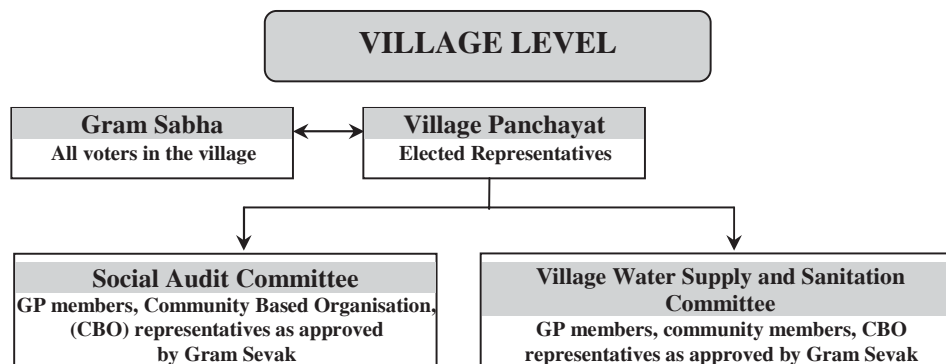 VILLAGE LEVEL
Gram Sabha
All voters in the village
Village Panchayat
Elected Representatives
Social Audit Committee
GP members, Community Based Organisation,
(CBO) representatives as approved
by Gram Sevak
Village Water Supply and Sanitation
Committee
GP members, community members, CBO
representatives as approved by Gram Sevak